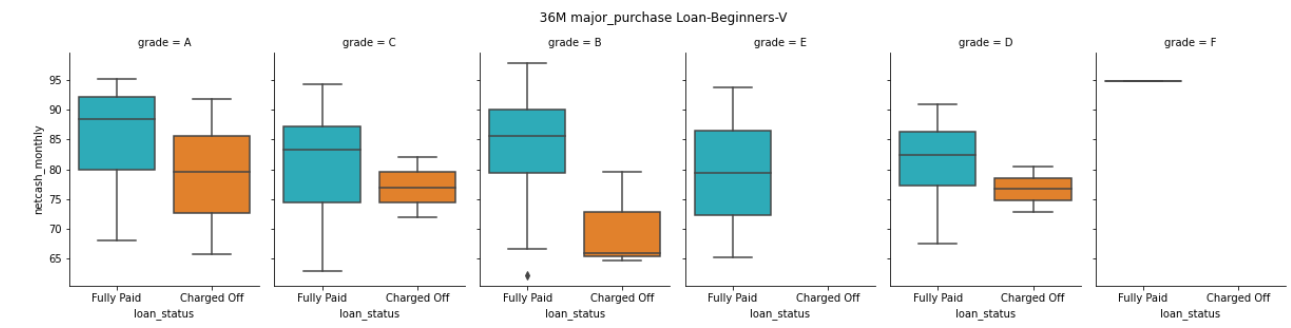 36M major_purchase Loan-Beginners-V
grade = A
grade = C
grade = B
grade = E
grade = D
grade = F
95
90
85
80
75
70
65
netcash_monthly
Fully Paid Charged Off
loan_status
Fully Paid Charged Off
loan_status
Fully Paid Charged Off
loan_status
Fully Paid Charged Off
loan_status
Fully Paid Charged Off
loan_status
Fully Paid Charged Off
loan_status